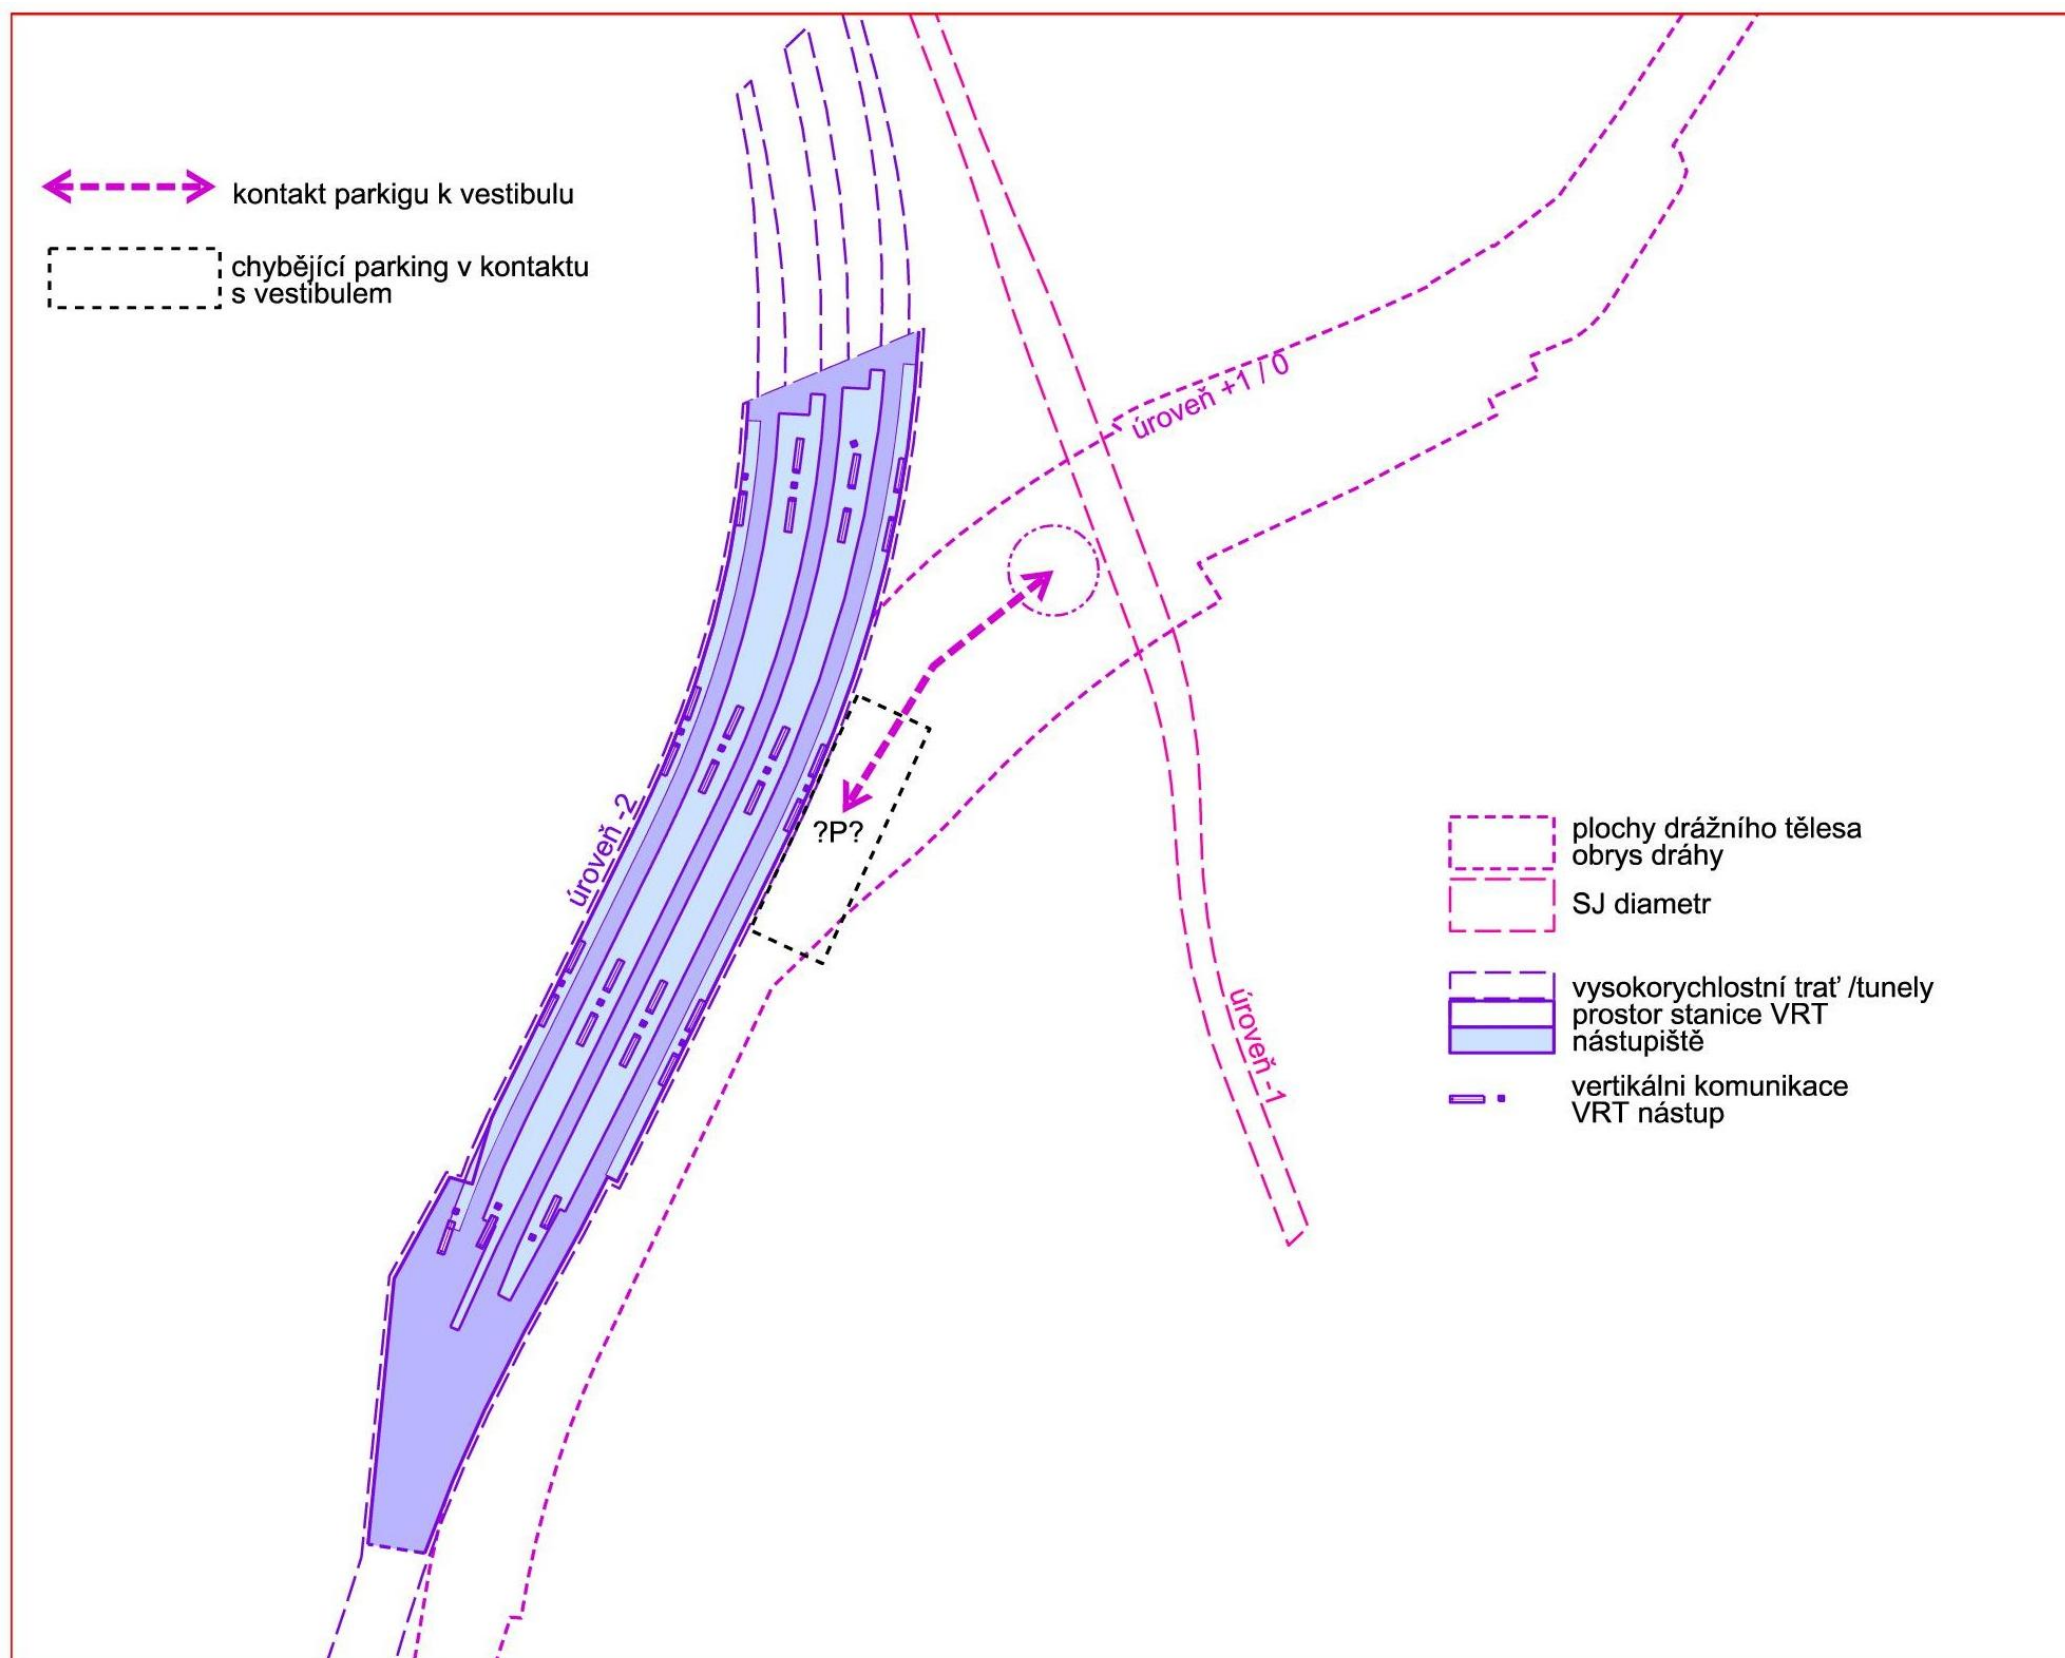 kontakt parkigu k vestibulu
chybějící parking v kontaktu
s vestibulem
úroveň +1 / 0
?P?
úroveň -2
úroveň -1
plochy drážního tělesa
obrys dráhy
SJ diametr
vysokorychlostní trať /tunely
prostor stanice VRT
nástupiště
vertikálni komunikace
VRT nástup